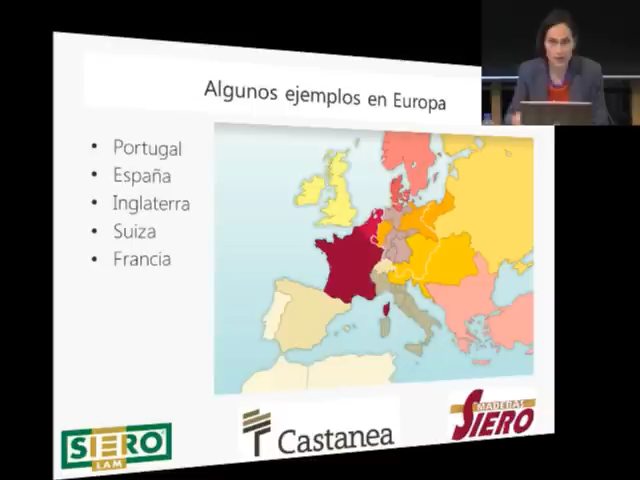 Algunos ejemplos en Europa
• Portugal
• España
• Inglaterra
• Suiza
• Francia
SIERO
LAM
Castanea
MADERAS
SIERO